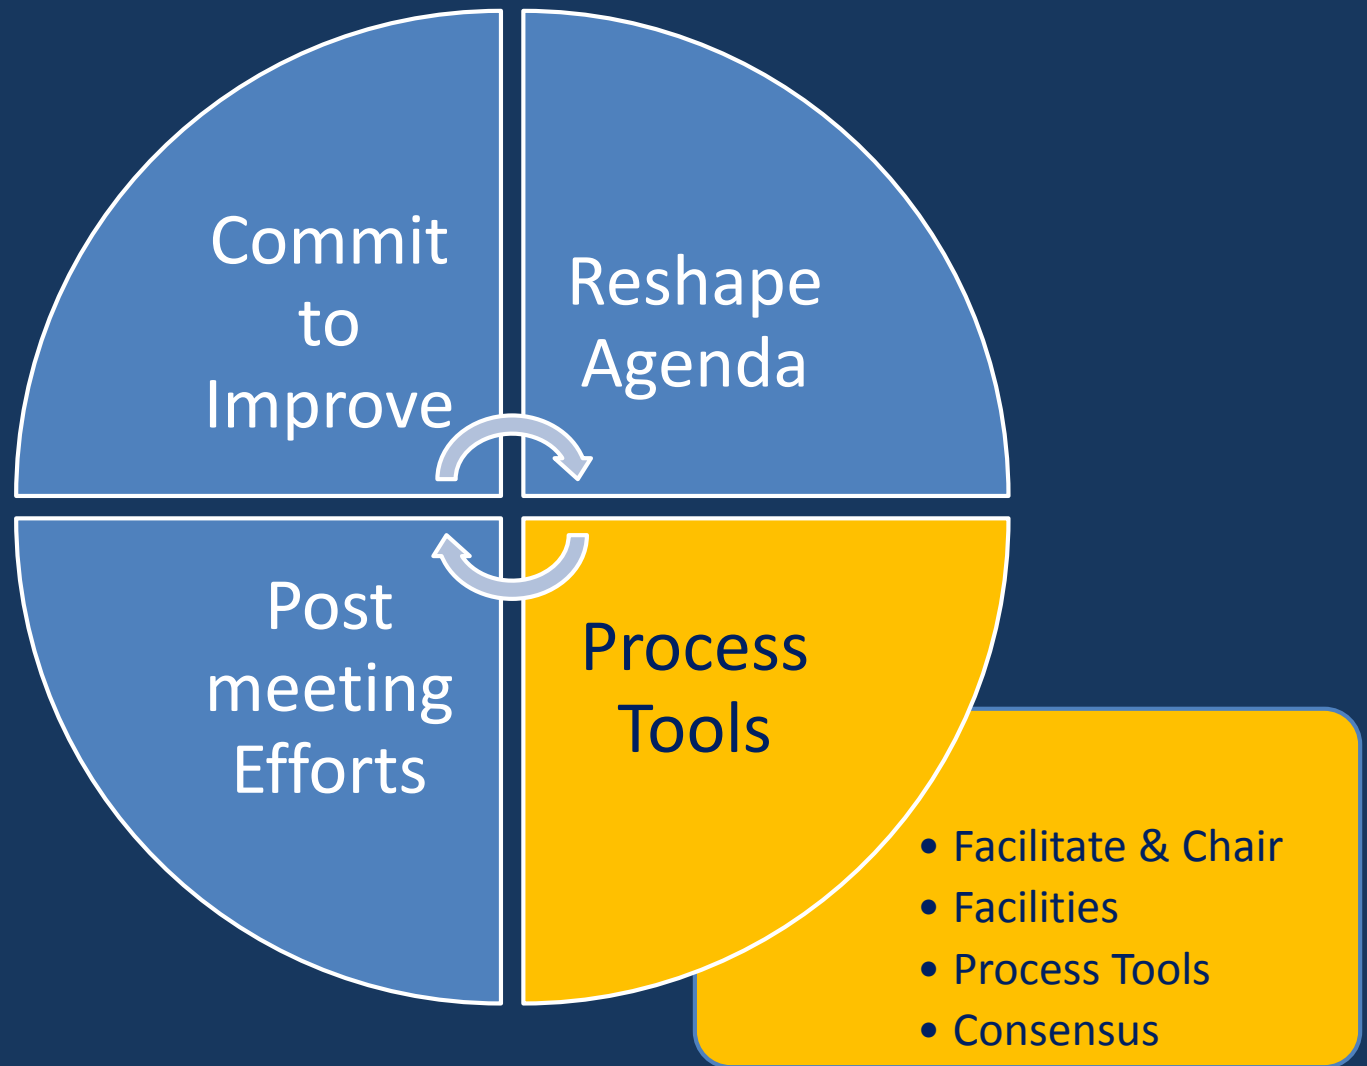 Commit
to
Improve
Reshape
Agenda
Post
meeting
Efforts
Process
Tools
• Facilitate & Chair
• Facilities
• Process Tools
• Consensus